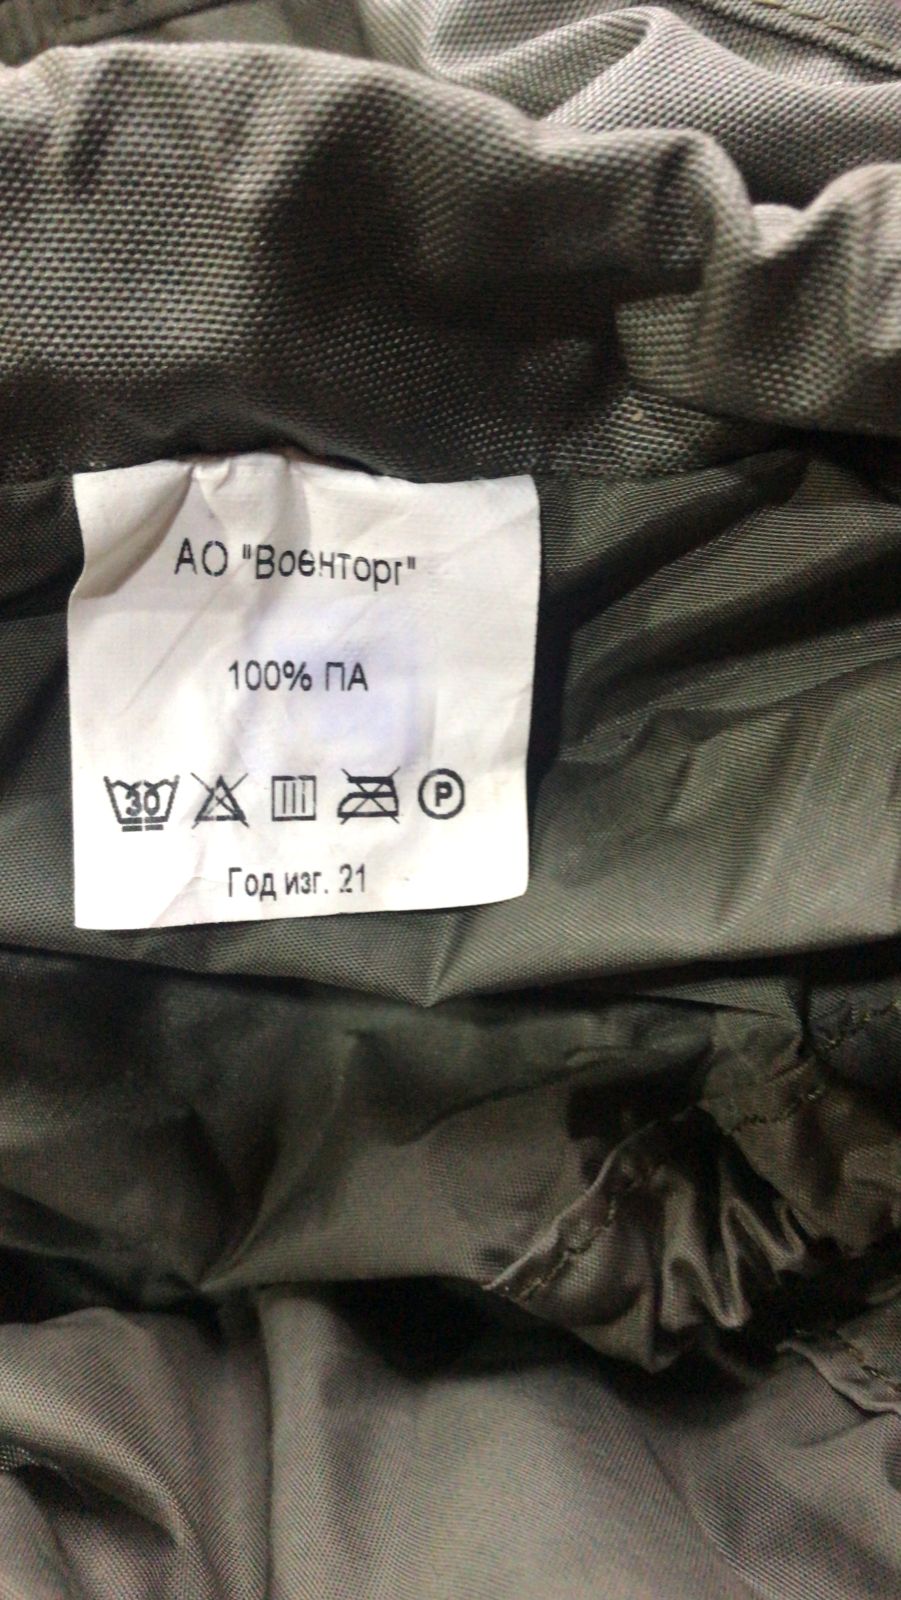 АО "Военторг"
100% ПА
30 P
Год изг. 21